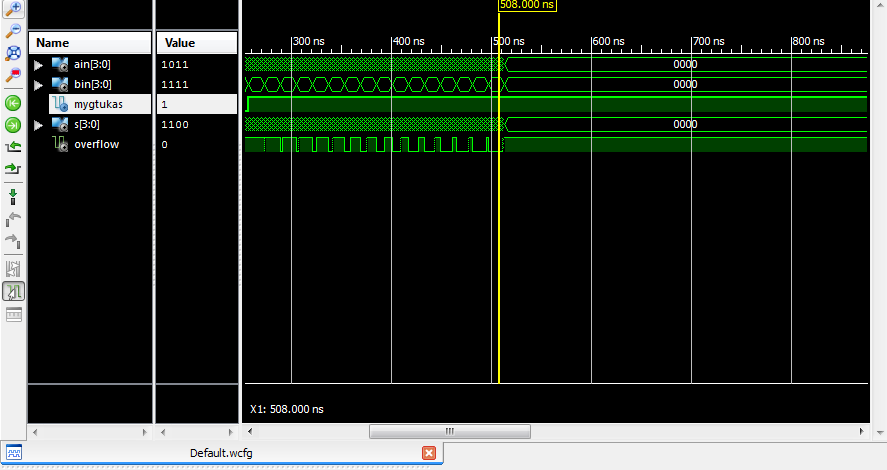 508.000 ns
Name Value
300 ns 400 ns 500 ns 600 ns 700 ns 800 ns
ain[3:0] 1011 0000
bin[3:0] 1111 0000
mygtukas 1
s[3:0] 1100 0000
overflow 0
X1: 508.000 ns
Default.wcfg